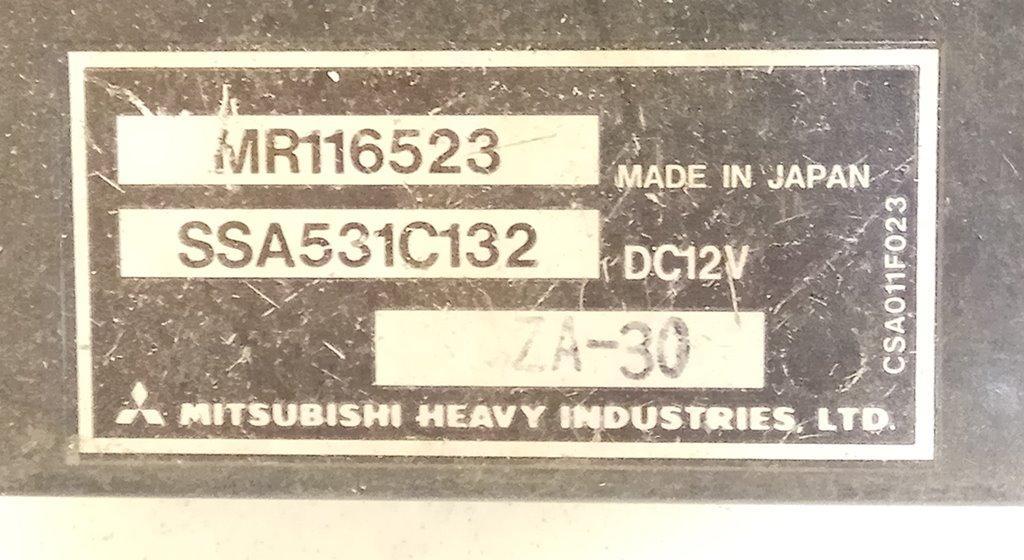 MR116523
MADE IN JAPAN
SSA531C132
DC12V
CSA011F023
ZA-30
MITSUBISHI HEAVY INDUSTRIES, LTD.